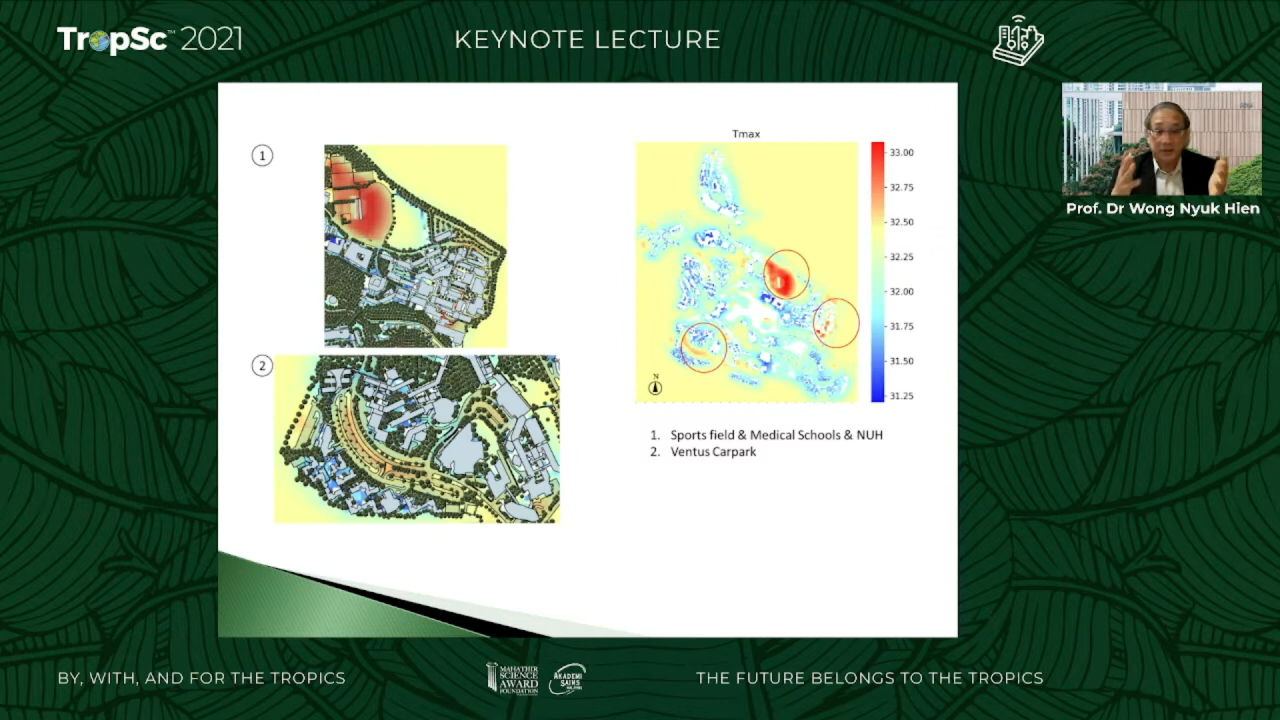 TropSc™ 2021
KEYNOTE LECTURE
1
2
Tmax
33.00
32.75
32.50
32.25
32.00
31.75
31.50
31.25
N
1. Sports field & Medical Schools & NUH
2. Ventus Carpark
Prof. Dr Wong Nyuk Hien
BY, WITH, AND FOR THE TROPICS
MAHATHIR
SCIENCE
AWARD
FOUNDATION
AKADEMI
SAINS
THE FUTURE BELONGS TO THE TROPICS